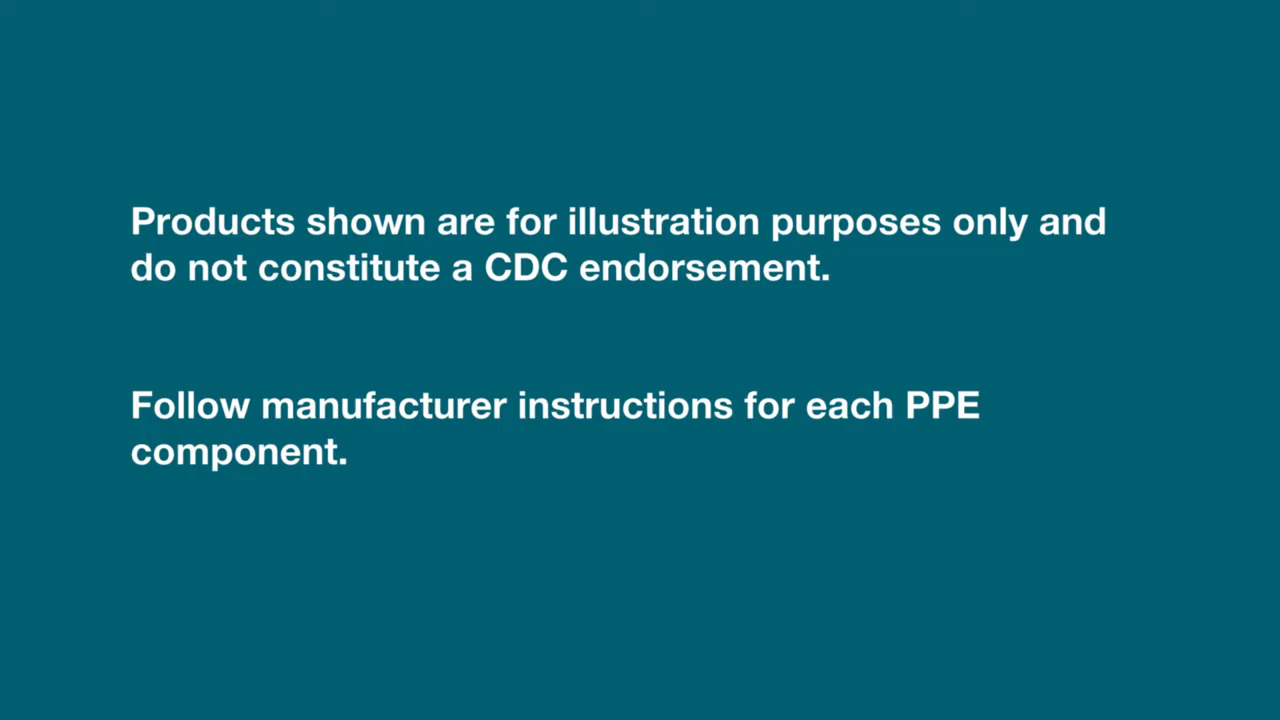 Products shown are for illustration purposes only and
do not constitute a CDC endorsement.
Follow manufacturer instructions for each PPE
component.